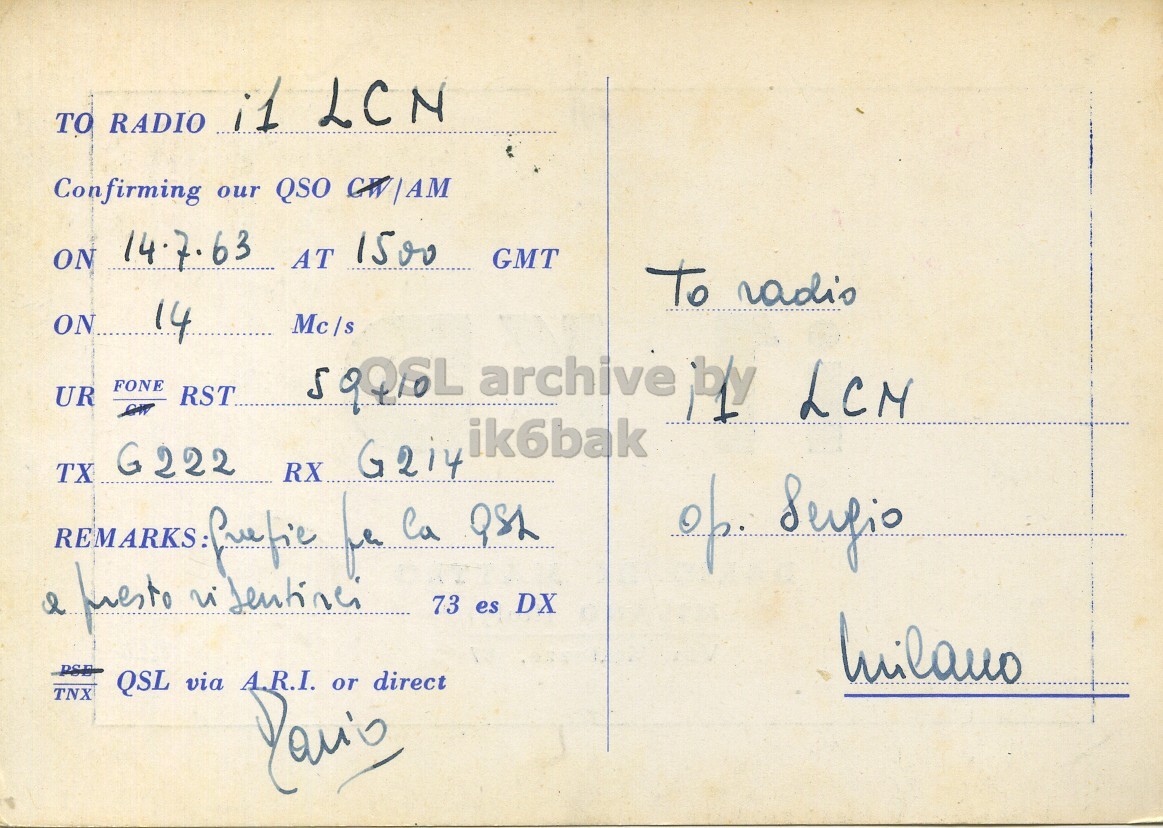 TO RADIO i1 LCN
Confirming our QSO CW/AM
ON 14.7.63 AT 1500 GMT
ON 14 Mc/s
UR FONE/CW RST 59+10
TX G222 RX G214
REMARKS: Grazie per la QSL
a presto risentirci 73 es DX
PSE/TNX QSL via A.R.I. or direct
To radio
i1 LCN
op. Sergio
Milano
QSL archive by
ik6bak